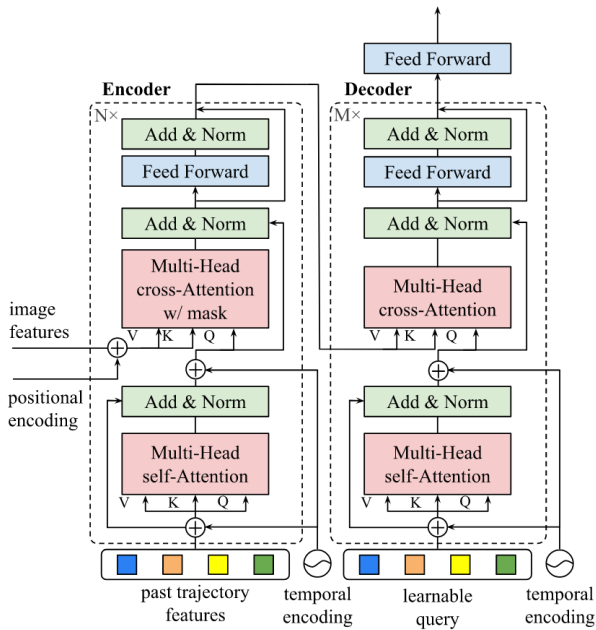 Feed Forward
Encoder
Decoder
N×
Add & Norm
Feed Forward
Add & Norm
Multi-Head
cross-Attention
w/ mask
V K Q
image
features
positional
encoding
Add & Norm
Multi-Head
self-Attention
V K Q
past trajectory
features
temporal
encoding
M×
Add & Norm
Feed Forward
Add & Norm
Multi-Head
cross-Attention
V K Q
Add & Norm
Multi-Head
self-Attention
V K Q
learnable
query
temporal
encoding